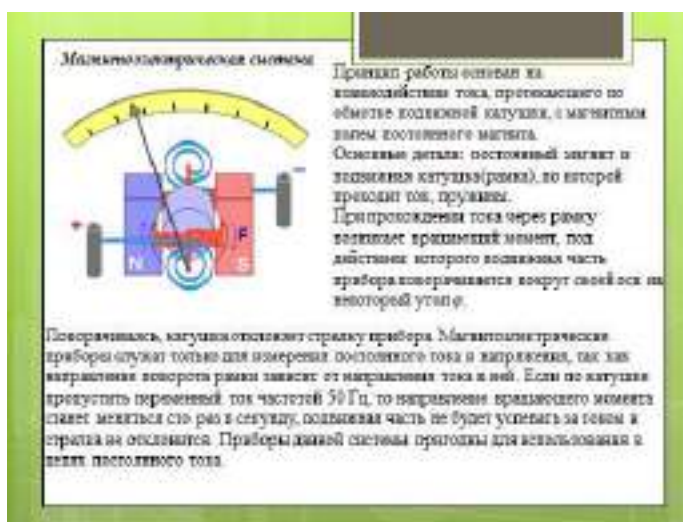 Магнитоэлектрическая система
Принцип работы основан на
взаимодействии тока, протекающего по
обмотке подвижной катушки, с магнитным
полем постоянного магнита.
Основные детали: постоянный магнит и
подвижная катушка(рамка), по которой
проходит ток, пружины.
При прохождении тока через рамку
возникает вращающий момент, под
действием которого подвижная часть
прибора поворачивается вокруг своей оси на
некоторый угол φ.
+
–
N
F
S
Поворачиваясь, катушка отклоняет стрелку прибора. Магнитоэлектрические
приборы служат только для измерения постоянного тока и напряжения, так как
направление поворота рамки зависит от направления тока в ней. Если по катушке
пропустить переменный ток частотой 50 Гц, то направление вращающего момента
станет меняться сто раз в секунду, подвижная часть не будет успевать за током и
стрелка не отклонится. Приборы данной системы пригодны для использования в
цепях постоянного тока.